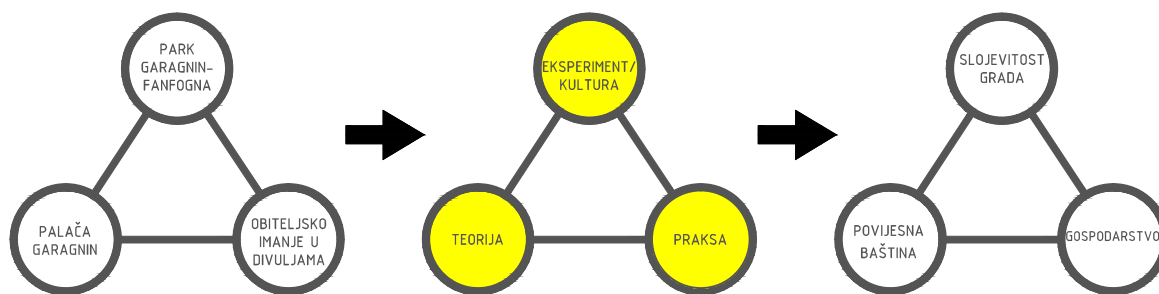 PARK
GARAGNIN-
FANFOGNA
PALAČA
GARAGNIN
OBITELJSKO
IMANJE U
DIVULJAMA
EKSPERIMENT/
KULTURA
TEORIJA
PRAKSA
SLOJEVITOST
GRADA
POVIJESNA
BAŠTINA
GOSPODARSTVO